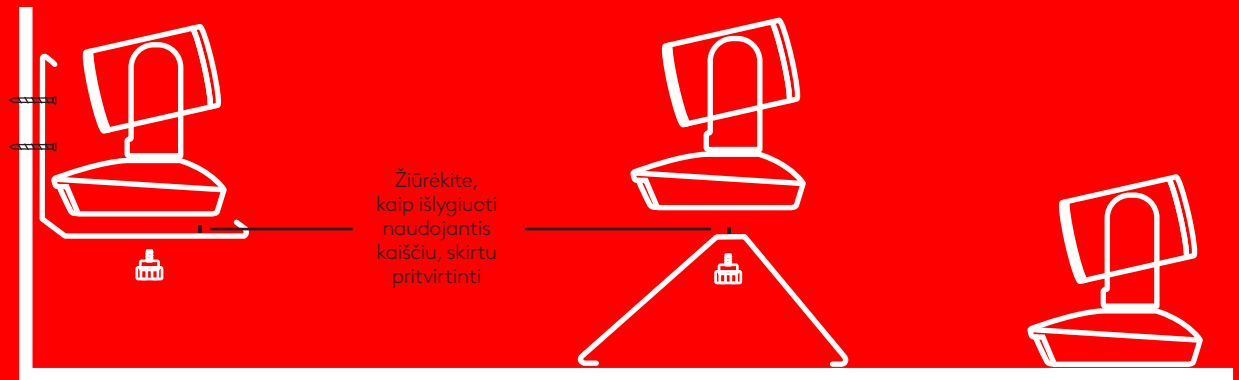 Žiūrėkite,
kaip išlygiuoti
naudojantis
kaiščiu, skirtu
pritvirtinti